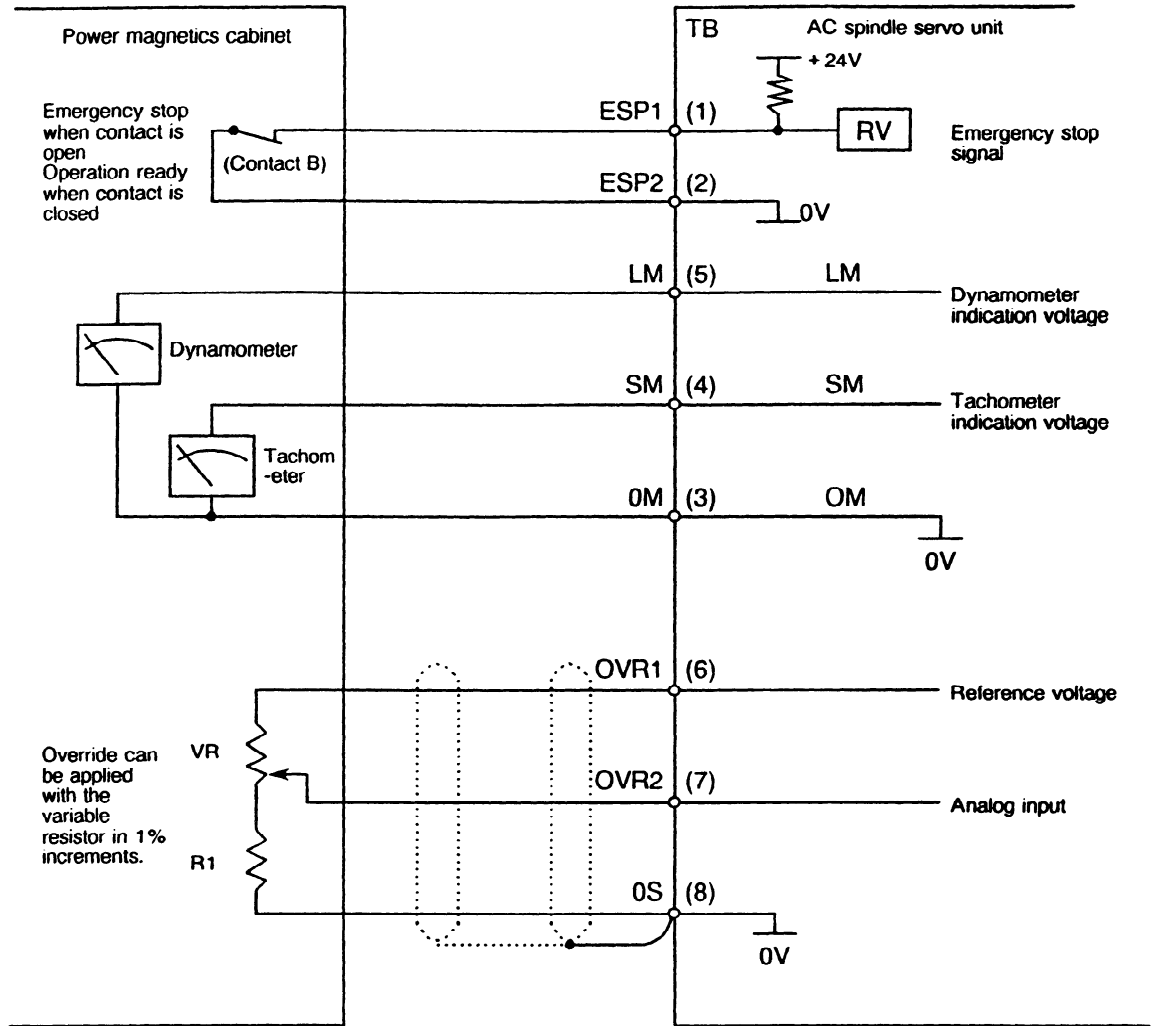 Power magnetics cabinet
TB
AC spindle servo unit
+ 24V
Emergency stop
when contact is
open
Operation ready
when contact is
closed
(Contact B)
ESP1 (1)
RV
Emergency stop
signal
ESP2 (2)
0V
LM (5) LM
Dynamometer
indication voltage
Dynamometer
SM (4) SM
Tachometer
indication voltage
Tachom
-eter
0M (3) OM
0V
OVR1 (6)
Reference voltage
VR
Override can
be applied
with the
variable
resistor in 1%
increments.
OVR2 (7)
Analog input
R1
0S (8)
0V